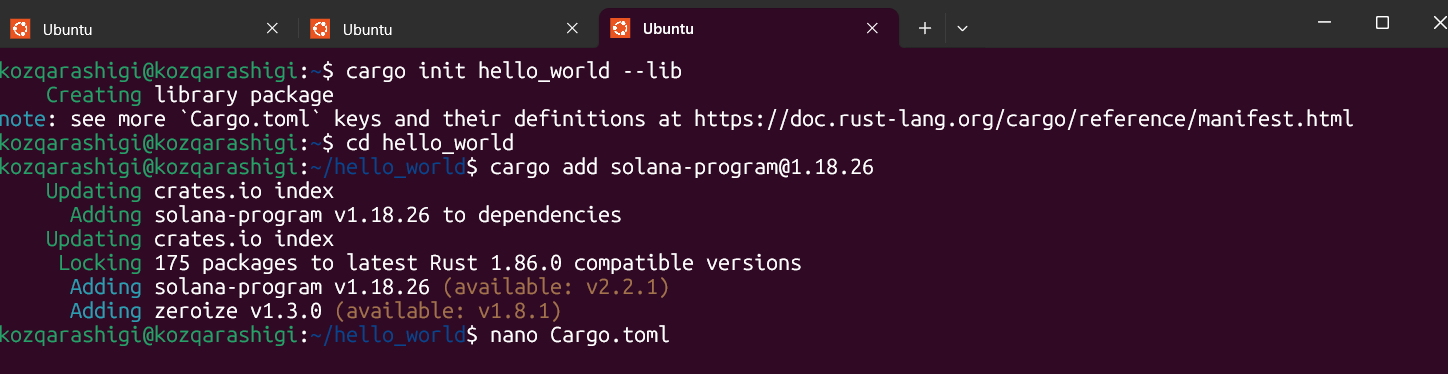 Ubuntu
Ubuntu
Ubuntu
kozqarashigi@kozqarashigi:~$ cargo init hello_world --lib
    Creating library package
note: see more `Cargo.toml` keys and their definitions at https://doc.rust-lang.org/cargo/reference/manifest.html
kozqarashigi@kozqarashigi:~$ cd hello_world
kozqarashigi@kozqarashigi:~/hello_world$ cargo add solana-program@1.18.26
    Updating crates.io index
      Adding solana-program v1.18.26 to dependencies
    Updating crates.io index
     Locking 175 packages to latest Rust 1.86.0 compatible versions
      Adding solana-program v1.18.26 (available: v2.2.1)
      Adding zeroize v1.3.0 (available: v1.8.1)
kozqarashigi@kozqarashigi:~/hello_world$ nano Cargo.toml